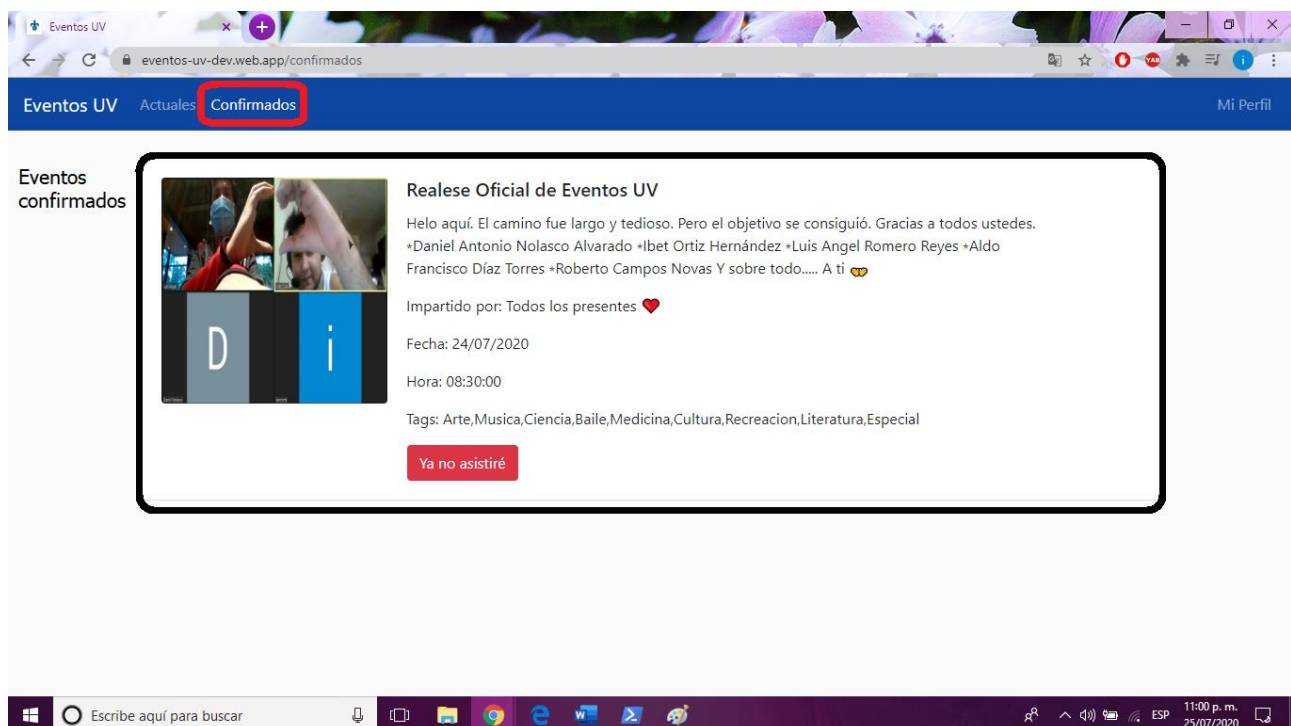 Eventos UV
eventos-uv-dev.web.app/confirmados
Eventos UV Actuales Confirmados Mi Perfil
Eventos
confirmados
Realese Oficial de Eventos UV
Helo aquí. El camino fue largo y tedioso. Pero el objetivo se consiguió. Gracias a todos ustedes.
*Daniel Antonio Nolasco Alvarado *Ibet Ortiz Hernández *Luis Angel Romero Reyes *Aldo
Francisco Díaz Torres *Roberto Campos Novas Y sobre todo..... A ti
Impartido por: Todos los presentes
Fecha: 24/07/2020
Hora: 08:30:00
Tags: Arte,Musica,Ciencia,Baile,Medicina,Cultura,Recreacion,Literatura,Especial
Ya no asistiré
D i
Escribe aquí para buscar
ESP
11:00 p. m.
25/07/2020